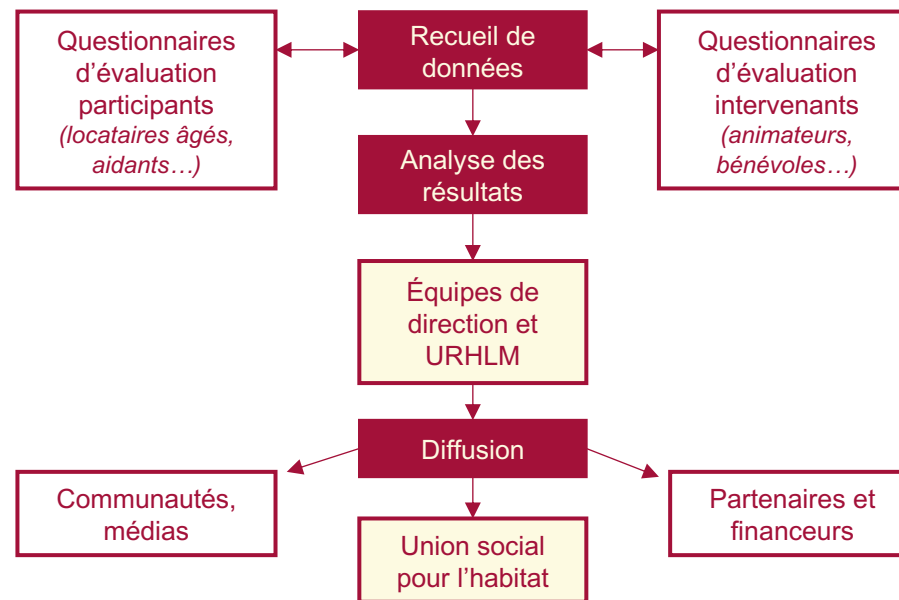 Questionnaires
d'évaluation
participants
(locataires âgés,
aidants…)
Recueil de
données
Questionnaires
d'évaluation
intervenants
(animateurs,
bénévoles…)
Analyse des
résultats
Équipes de
direction et
URHLM
Diffusion
Communautés,
médias
Union social
pour l'habitat
Partenaires et
financeurs